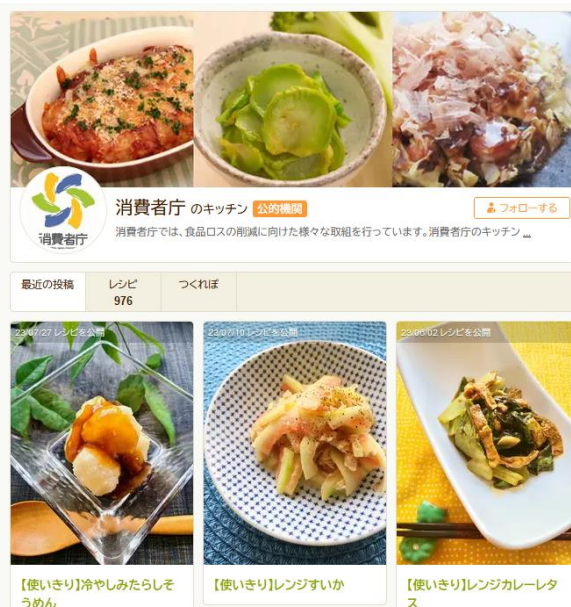 消費者庁
消費者庁 のキッチン 公的機関
フォローする
消費者庁では、食品ロスの削減に向けた様々な取組を行っています。消費者庁のキッチン ...
最近の投稿 レシピ つくれぽ
976
23/07/27 レシピを公開 23/07/10 レシピを公開 23/06/02 レシピを公開
【使いきり】冷やしみたらしそ
うめん
【使いきり】レンジすいか
【使いきり】レンジカレーレタ
ス